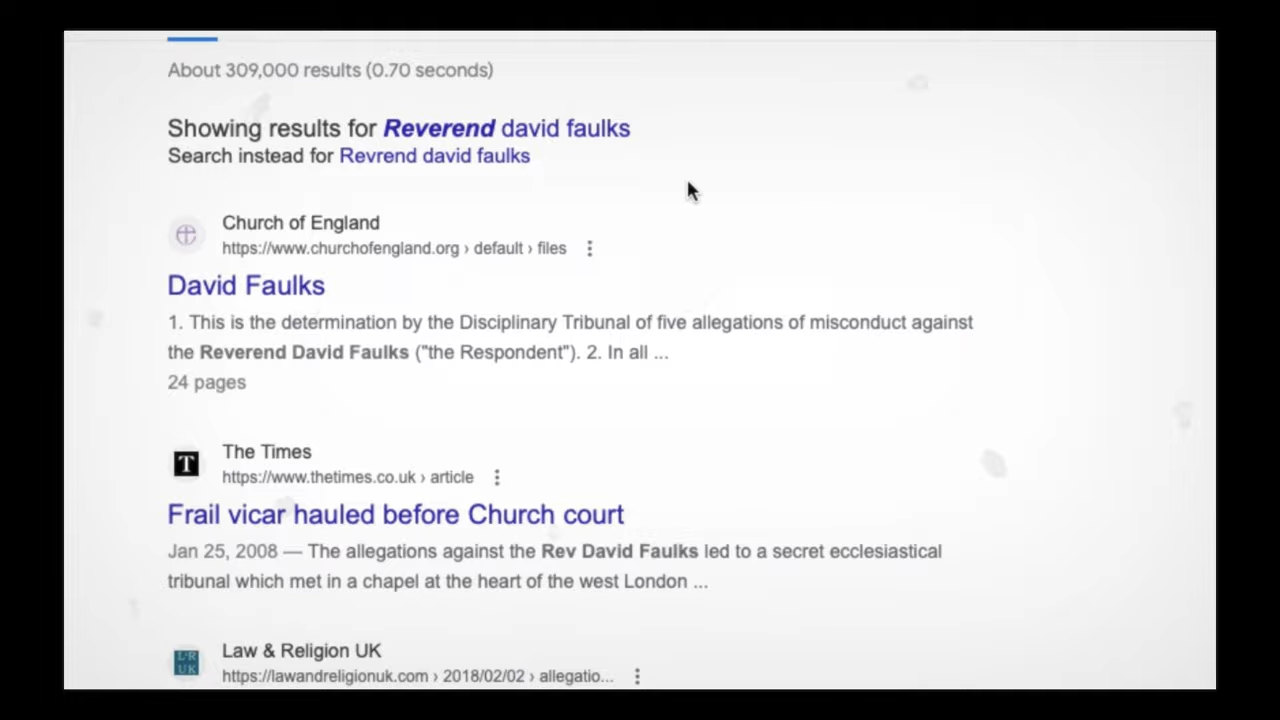 About 309,000 results (0.70 seconds)
Showing results for Reverend david faulks
Search instead for Revrend david faulks
Church of England
https://www.churchofengland.org › default › files
David Faulks
1. This is the determination by the Disciplinary Tribunal of five allegations of misconduct against
the Reverend David Faulks ("the Respondent"). 2. In all ...
24 pages
T
The Times
https://www.thetimes.co.uk › article
Frail vicar hauled before Church court
Jan 25, 2008 — The allegations against the Rev David Faulks led to a secret ecclesiastical
tribunal which met in a chapel at the heart of the west London ...
L&R
UK
Law & Religion UK
https://lawandreligionuk.com › 2018/02/02 › allegatio...